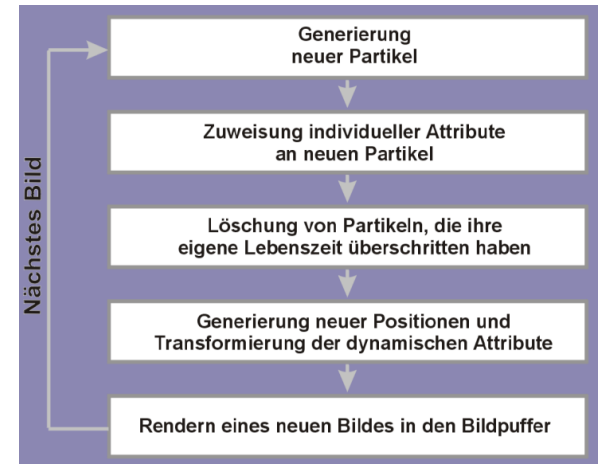 Generierung
neuer Partikel
Zuweisung individueller Attribute
an neuen Partikel
Löschung von Partikeln, die ihre
eigene Lebenszeit überschritten haben
Generierung neuer Positionen und
Transformierung der dynamischen Attribute
Rendern eines neuen Bildes in den Bildpuffer
Nächstes Bild